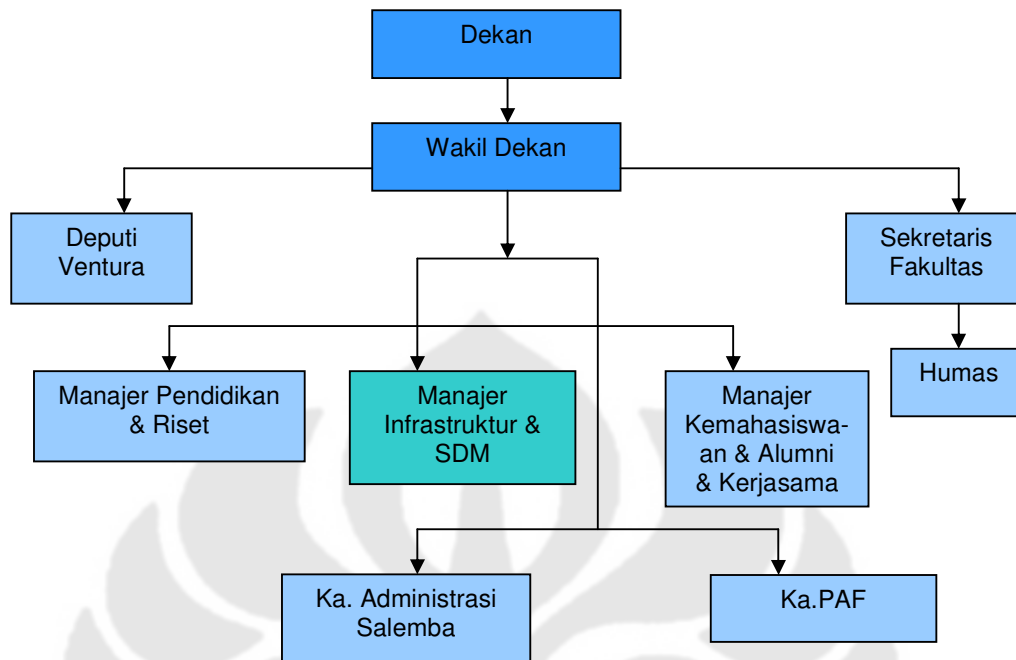 Dekan
Wakil Dekan
Deputi
Ventura
Sekretaris
Fakultas
Humas
Manajer Pendidikan
& Riset
Manajer
Infrastruktur &
SDM
Manajer
Kemahasiswa-
an & Alumni
& Kerjasama
Ka. Administrasi
Salemba
Ka.PAF